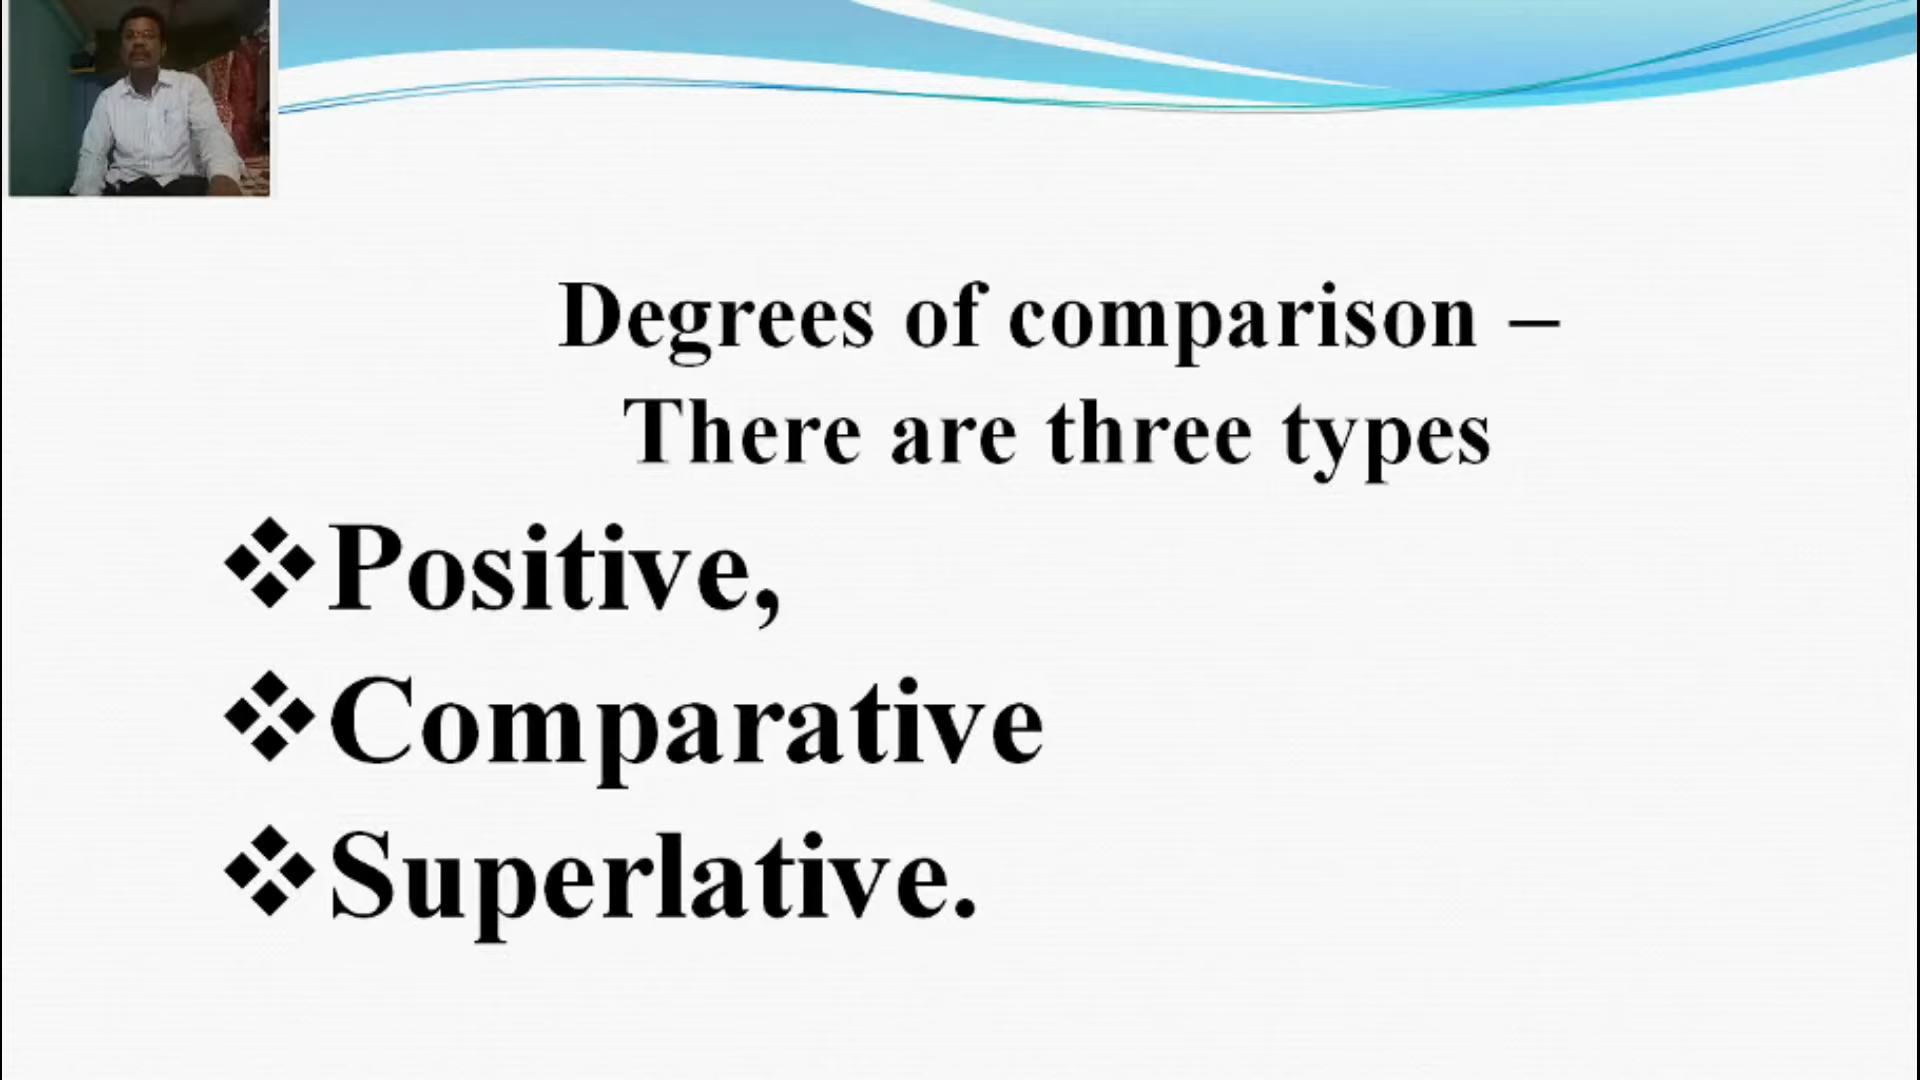 Degrees of comparison –
There are three types
❖Positive,
❖Comparative
❖Superlative.